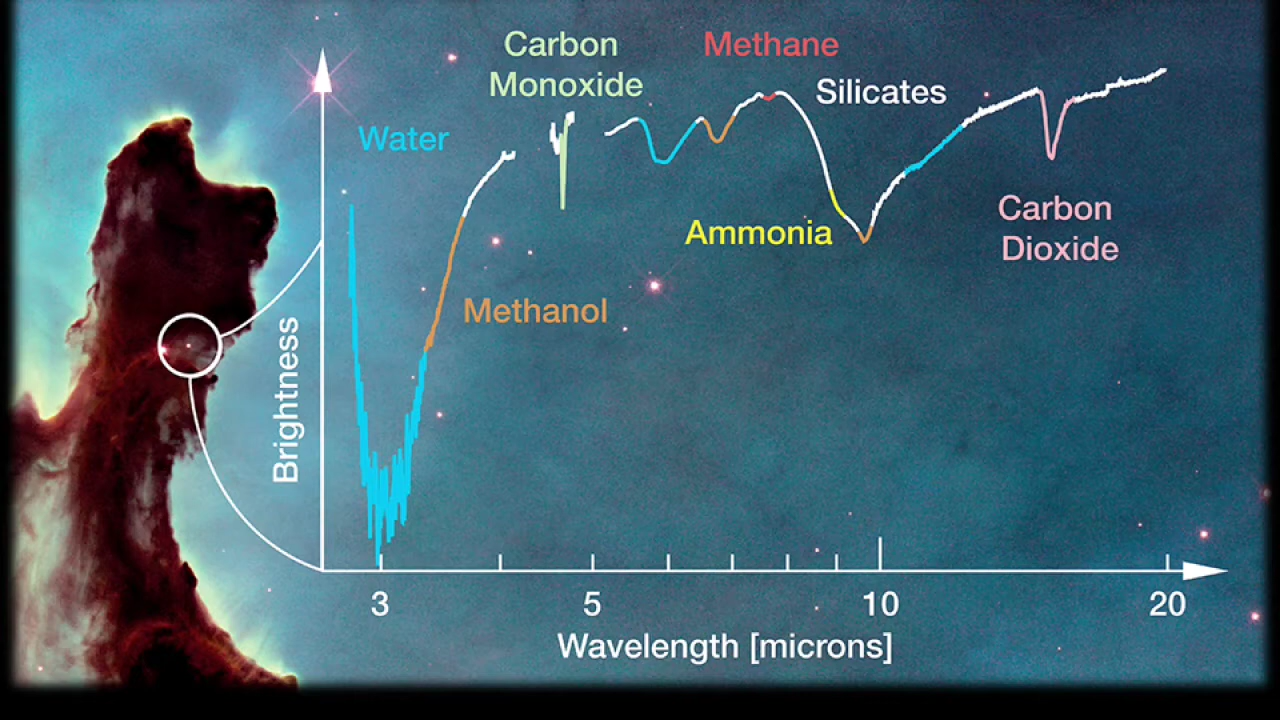 Carbon
Monoxide
Methane
Silicates
Water
Ammonia
Carbon
Dioxide
Methanol
Brightness
3
5
10
20
Wavelength [microns]